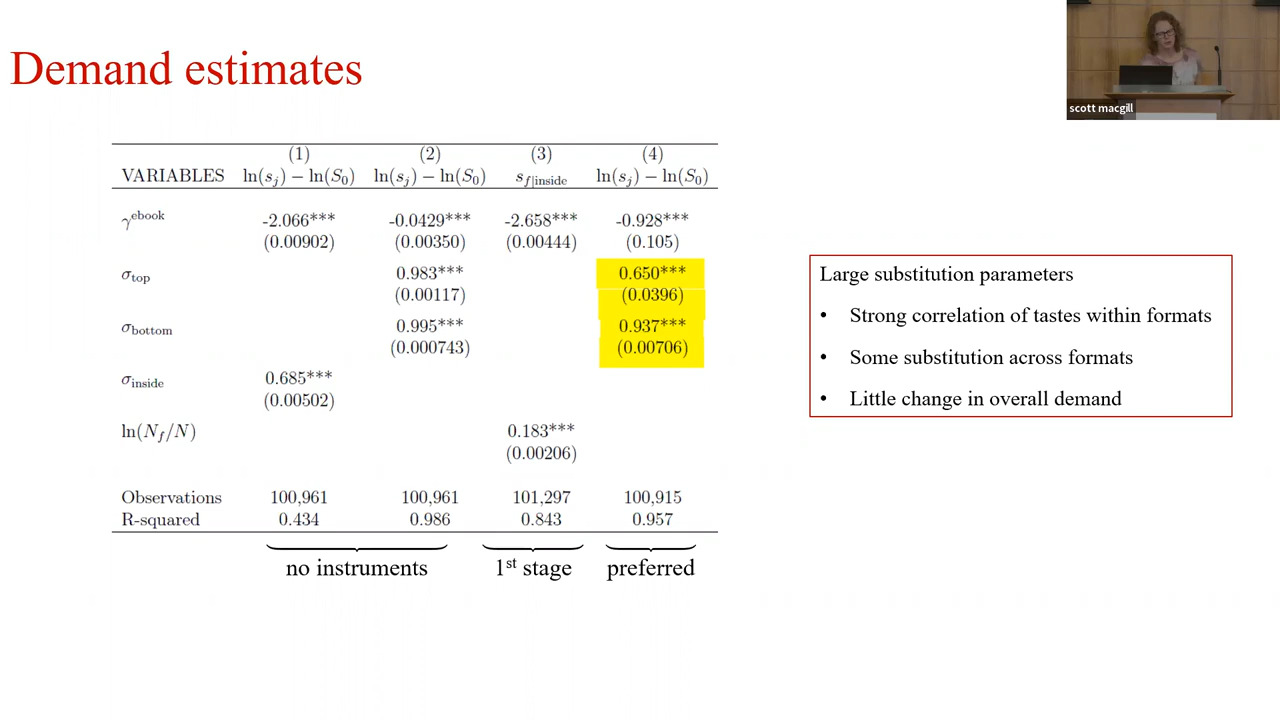 Demand estimates
scott macgill
(1) (2) (3) (4)
VARIABLES ln(s_j) − ln(S_0) ln(s_j) − ln(S_0) s_{f|inside} ln(s_j) − ln(S_0)
γ^ebook -2.066*** -0.0429*** -2.658*** -0.928***
(0.00902) (0.00350) (0.00444) (0.105)
σ_top 0.983*** 0.650***
(0.00117) (0.0396)
σ_bottom 0.995*** 0.937***
(0.000743) (0.00706)
σ_inside 0.685***
(0.00502)
ln(N_f/N) 0.183***
(0.00206)
Observations 100,961 100,961 101,297 100,915
R-squared 0.434 0.986 0.843 0.957
no instruments 1st stage preferred
Large substitution parameters
• Strong correlation of tastes within formats
• Some substitution across formats
• Little change in overall demand